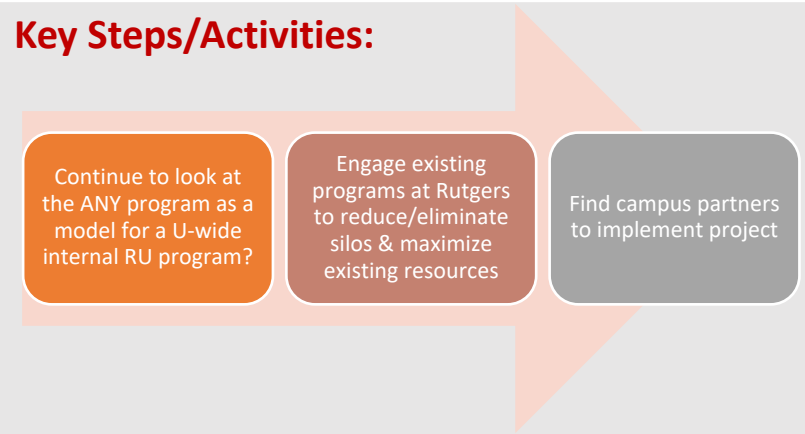 Key Steps/Activities:
Continue to look at
the ANY program as a
model for a U-wide
internal RU program?
Engage existing
programs at Rutgers
to reduce/eliminate
silos & maximize
existing resources
Find campus partners
to implement project